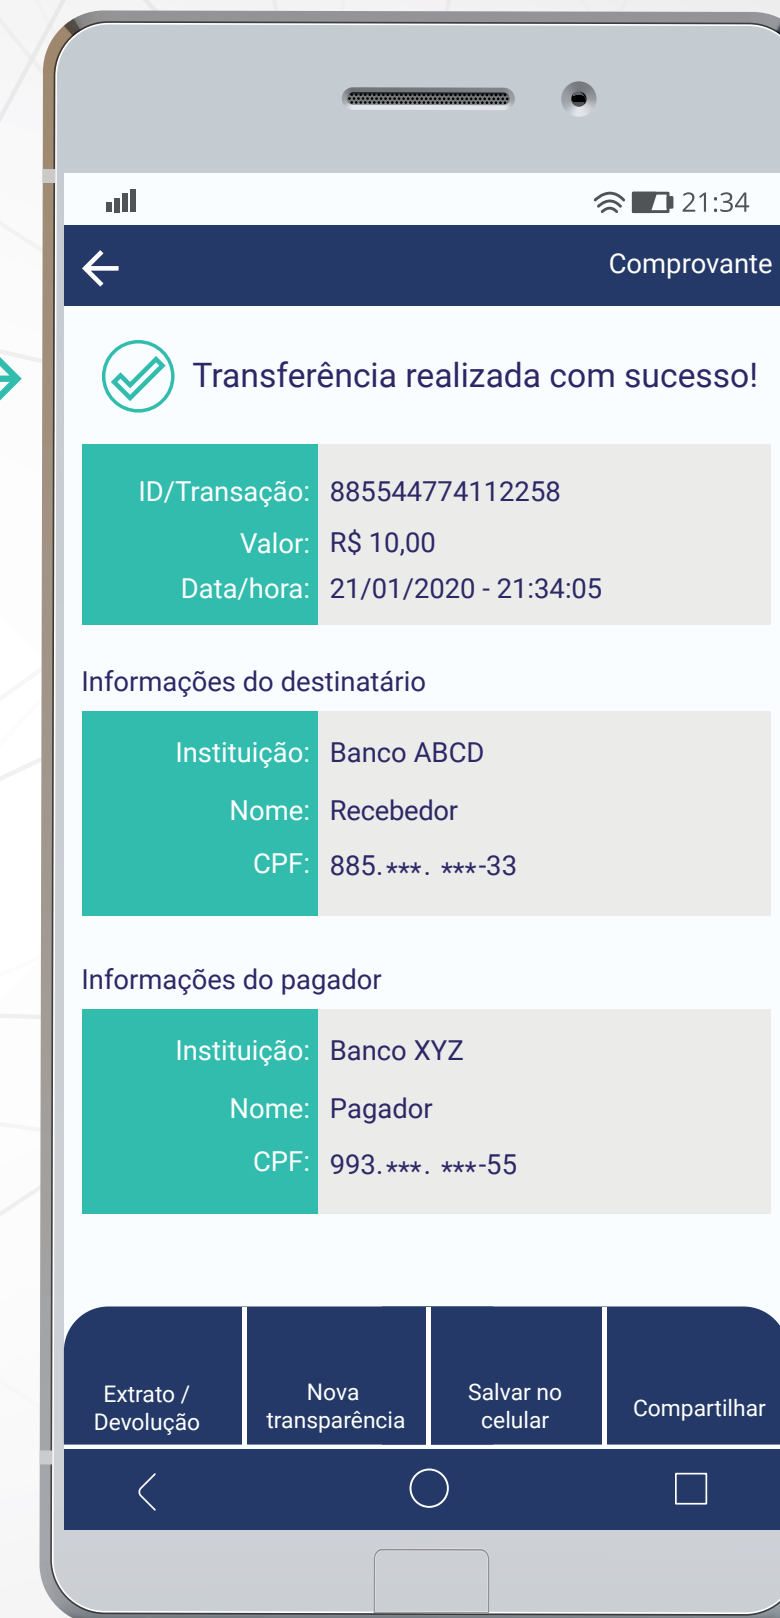 21:34
Comprovante
Transferência realizada com sucesso!
ID/Transação: 885544774112258
Valor: R$ 10,00
Data/hora: 21/01/2020 - 21:34:05
Informações do destinatário
Instituição: Banco ABCD
Nome: Recebedor
CPF: 885.***. ***-33
Informações do pagador
Instituição: Banco XYZ
Nome: Pagador
CPF: 993.***. ***-55
Extrato /
Devolução
Nova
transparência
Salvar no
celular
Compartilhar